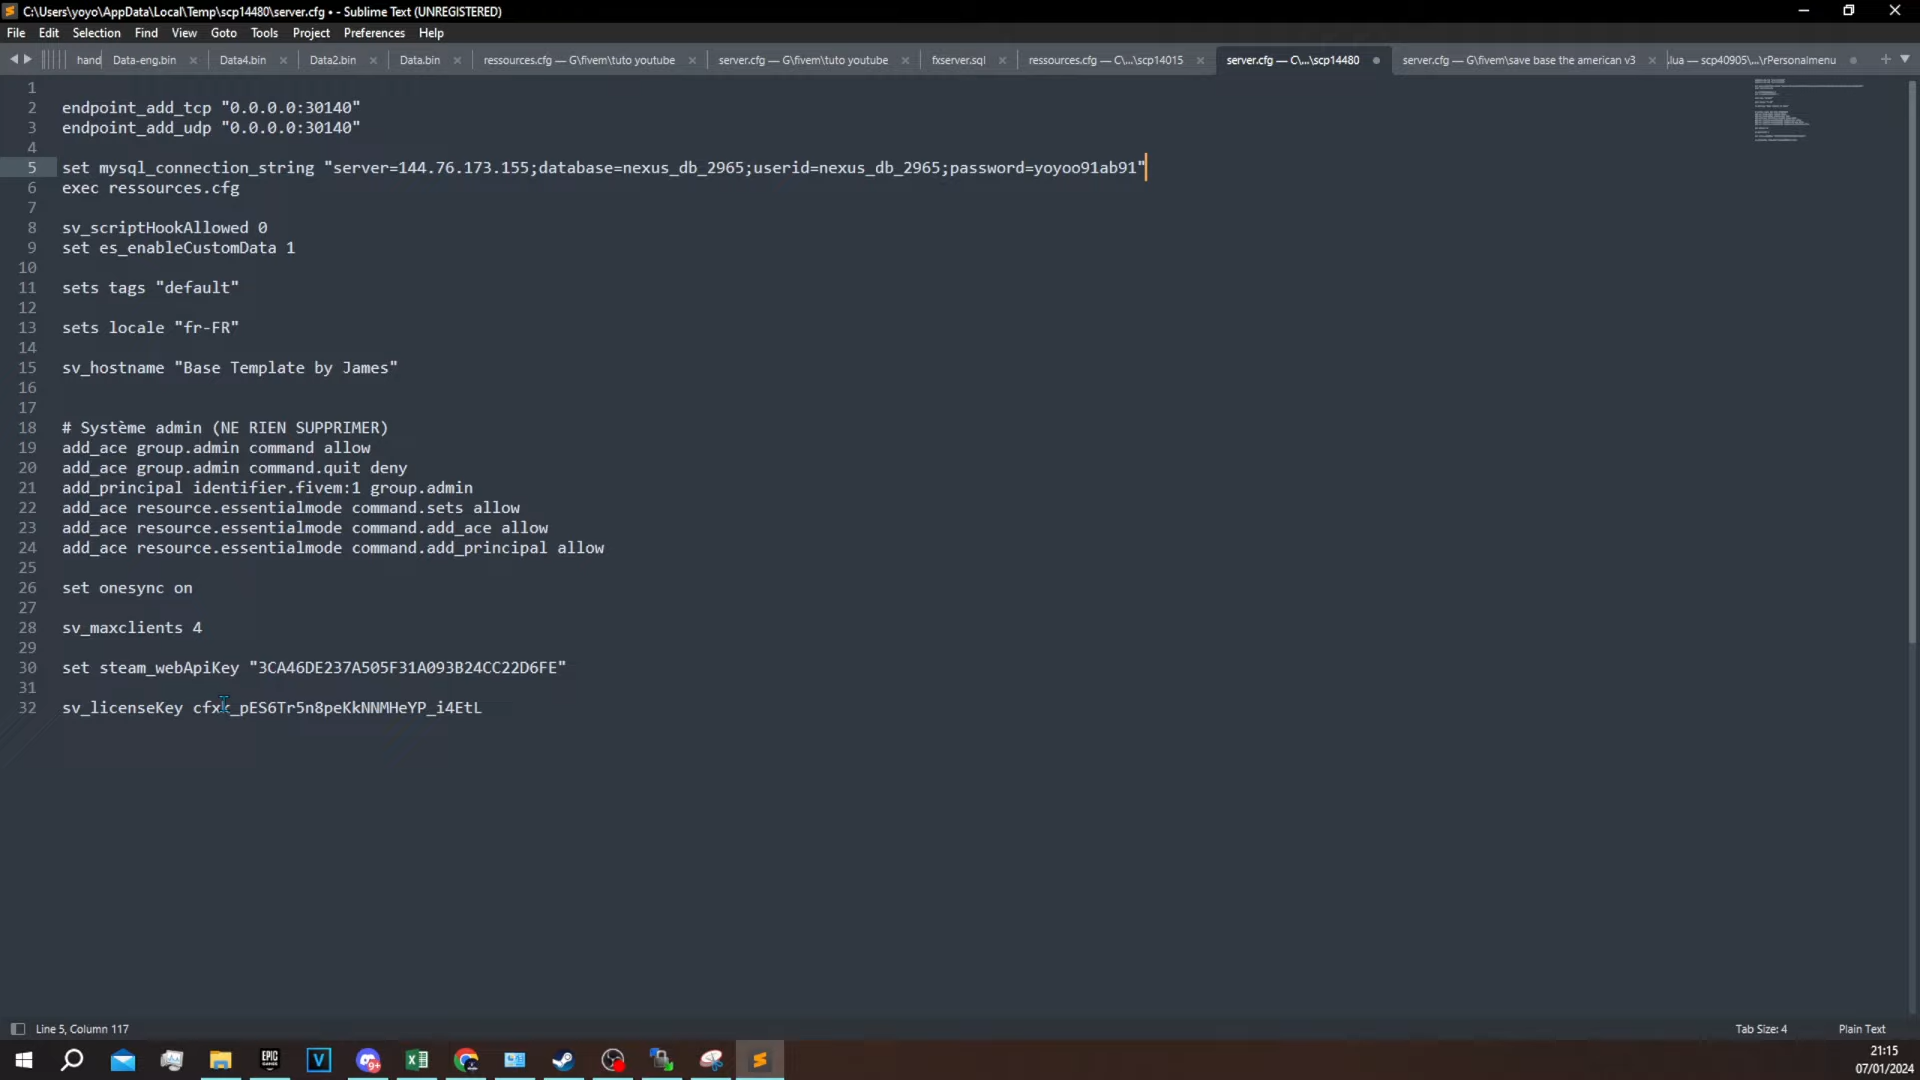 C:\Users\yoyo\AppData\Local\Temp\scp14480\server.cfg • - Sublime Text (UNREGISTERED)
File Edit Selection Find View Goto Tools Project Preferences Help
hand Data-eng.bin Data4.bin Data2.bin Data.bin ressources.cfg — G\fivem\tuto youtube server.cfg — G\fivem\tuto youtube fxserver.sql ressources.cfg — C\...\scp14015 server.cfg — C\...\scp14480 server.cfg — G\fivem\save base the american v3 .lua — scp40905\...\rPersonalmenu
1
2 endpoint_add_tcp "0.0.0.0:30140"
3 endpoint_add_udp "0.0.0.0:30140"
4
5 set mysql_connection_string "server=144.76.173.155;database=nexus_db_2965;userid=nexus_db_2965;password=yoyoo91ab91"
6 exec ressources.cfg
7
8 sv_scriptHookAllowed 0
9 set es_enableCustomData 1
10
11 sets tags "default"
12
13 sets locale "fr-FR"
14
15 sv_hostname "Base Template by James"
16
17
18 # Système admin (NE RIEN SUPPRIMER)
19 add_ace group.admin command allow
20 add_ace group.admin command.quit deny
21 add_principal identifier.fivem:1 group.admin
22 add_ace resource.essentialmode command.sets allow
23 add_ace resource.essentialmode command.add_ace allow
24 add_ace resource.essentialmode command.add_principal allow
25
26 set onesync on
27
28 sv_maxclients 4
29
30 set steam_webApiKey "3CA46DE237A505F31A093B24CC22D6FE"
31
32 sv_licenseKey cfxk_pES6Tr5n8peKkNNMHeYP_i4EtL
Line 5, Column 117 Tab Size: 4 Plain Text
EPIC GAMES V 9+
21:15
07/01/2024